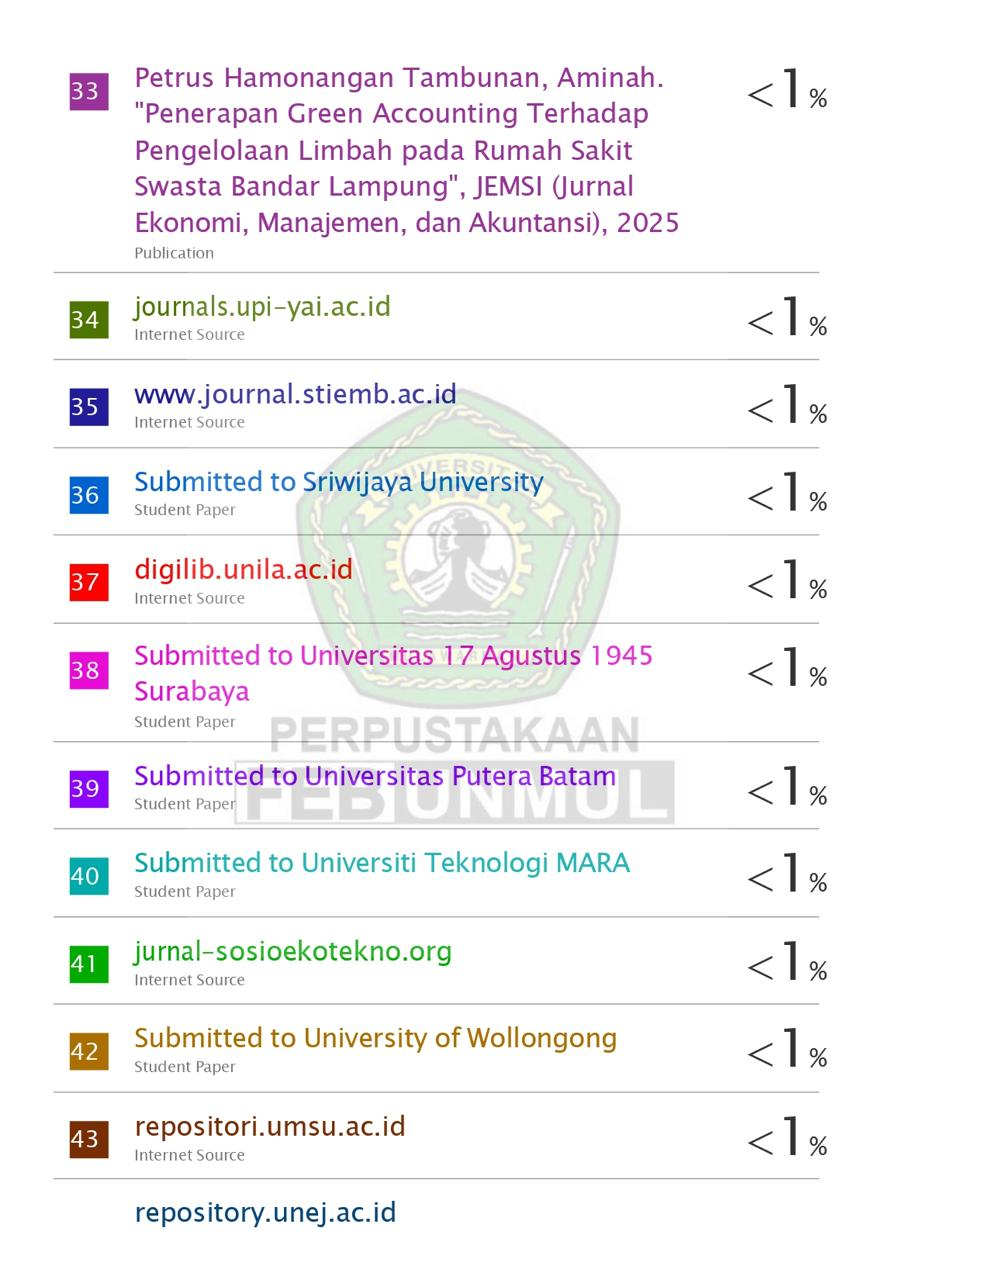 33 Petrus Hamonangan Tambunan, Aminah. <1%
"Penerapan Green Accounting Terhadap
Pengelolaan Limbah pada Rumah Sakit
Swasta Bandar Lampung", JEMSI (Jurnal
Ekonomi, Manajemen, dan Akuntansi), 2025
Publication
34 journals.upi-yai.ac.id <1%
Internet Source
35 www.journal.stiemb.ac.id <1%
Internet Source
36 Submitted to Sriwijaya University <1%
Student Paper
37 digilib.unila.ac.id <1%
Internet Source
38 Submitted to Universitas 17 Agustus 1945 <1%
Surabaya
Student Paper
PERPUSTAKAAN
39 Submitted to Universitas Putera Batam <1%
Student Paper
FEB UNMUL
40 Submitted to Universiti Teknologi MARA <1%
Student Paper
41 jurnal-sosioekotekno.org <1%
Internet Source
42 Submitted to University of Wollongong <1%
Student Paper
43 repositori.umsu.ac.id <1%
Internet Source
repository.unej.ac.id